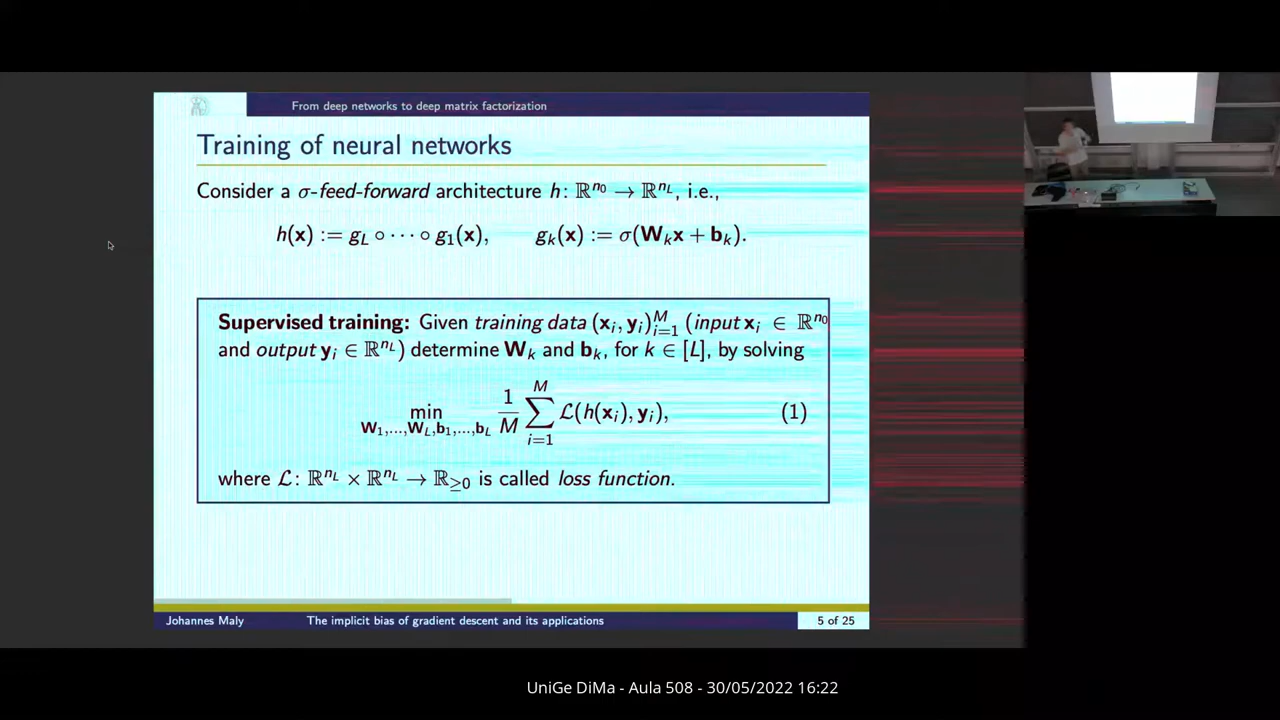 From deep networks to deep matrix factorization
Training of neural networks
Consider a σ-feed-forward architecture h: ℝ^{n_0} → ℝ^{n_L}, i.e.,
h(𝐱) := g_L ∘ ⋯ ∘ g_1(𝐱), g_k(𝐱) := σ(𝐖_k𝐱 + 𝐛_k).
Supervised training: Given training data (𝐱_i, 𝐲_i)_{i=1}^M (input 𝐱_i ∈ ℝ^{n_0}
and output 𝐲_i ∈ ℝ^{n_L}) determine 𝐖_k and 𝐛_k, for k ∈ [L], by solving
min_{𝐖_1,...,𝐖_L,𝐛_1,...,𝐛_L} 1/M ∑_{i=1}^M ℒ(h(𝐱_i), 𝐲_i), (1)
where ℒ: ℝ^{n_L} × ℝ^{n_L} → ℝ_{≥0} is called loss function.
Johannes Maly The implicit bias of gradient descent and its applications 5 of 25
UniGe DiMa - Aula 508 - 30/05/2022 16:22